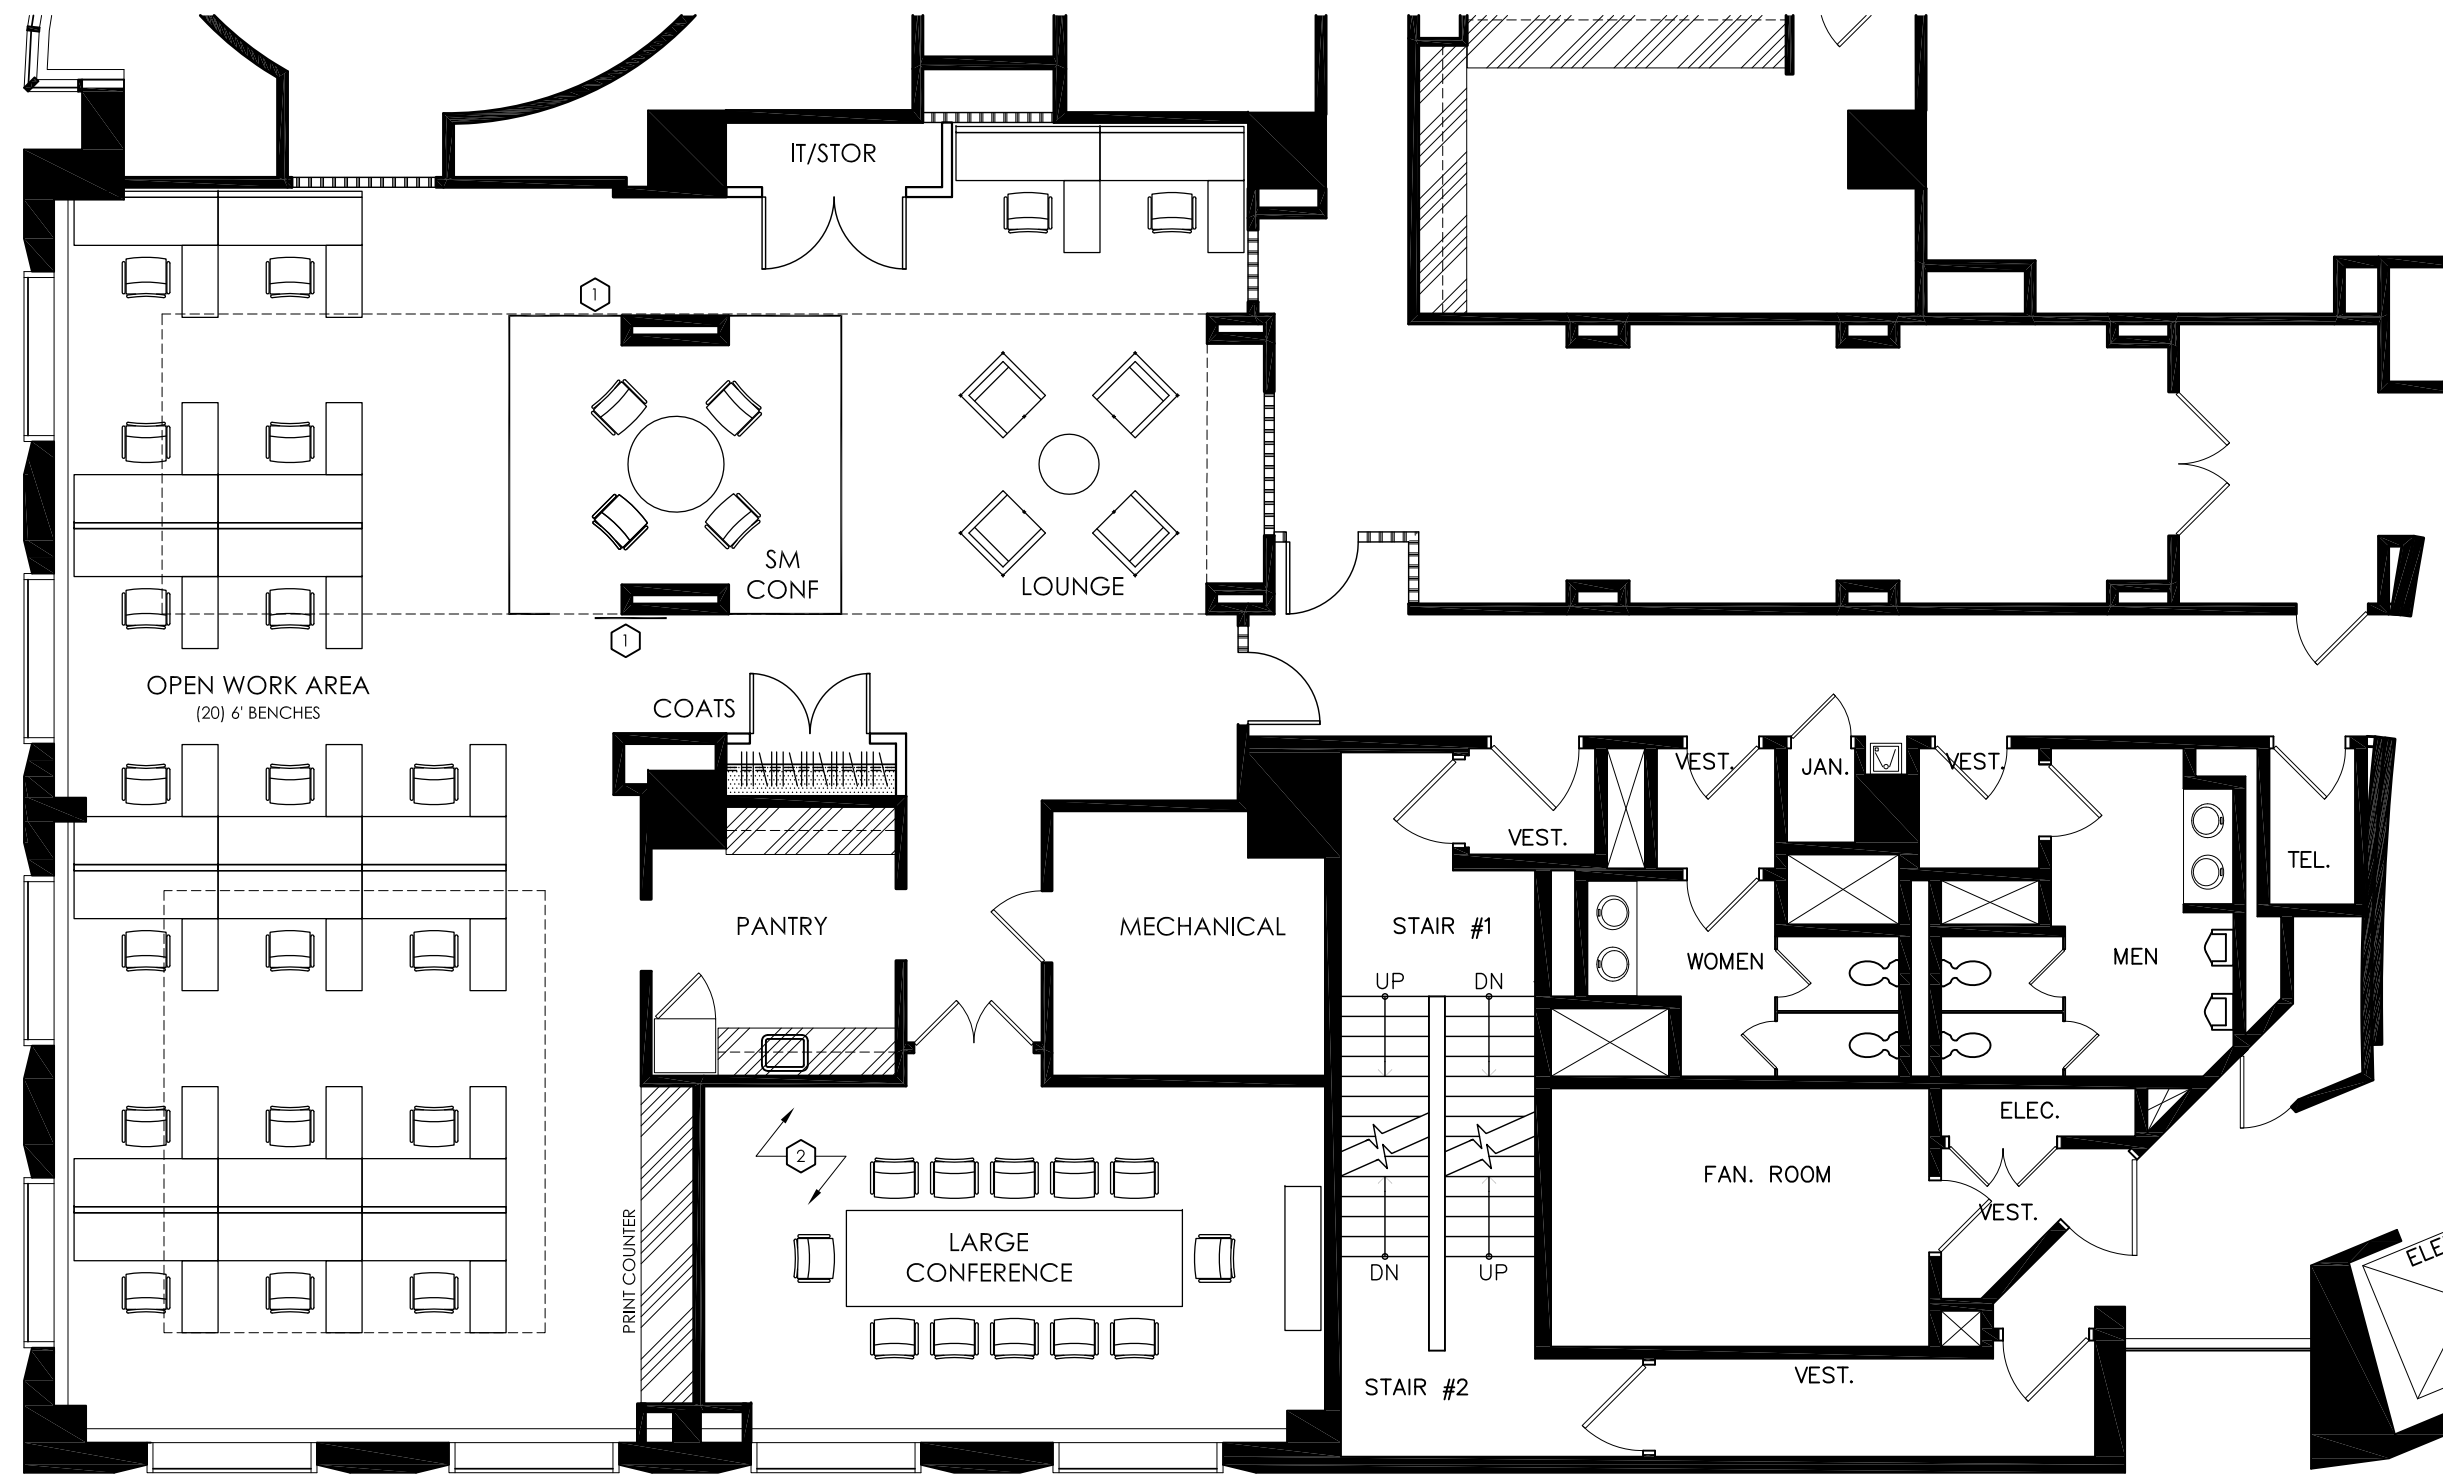 IT/STOR
1
SM
CONF
LOUNGE
1
OPEN WORK AREA
(20) 6' BENCHES
COATS
VEST.
JAN.
VEST.
VEST.
TEL.
PANTRY
MECHANICAL
STAIR #1
WOMEN
MEN
UP
DN
ELEC.
2
FAN. ROOM
VEST.
PRINT COUNTER
LARGE
CONFERENCE
DN
UP
STAIR #2
VEST.